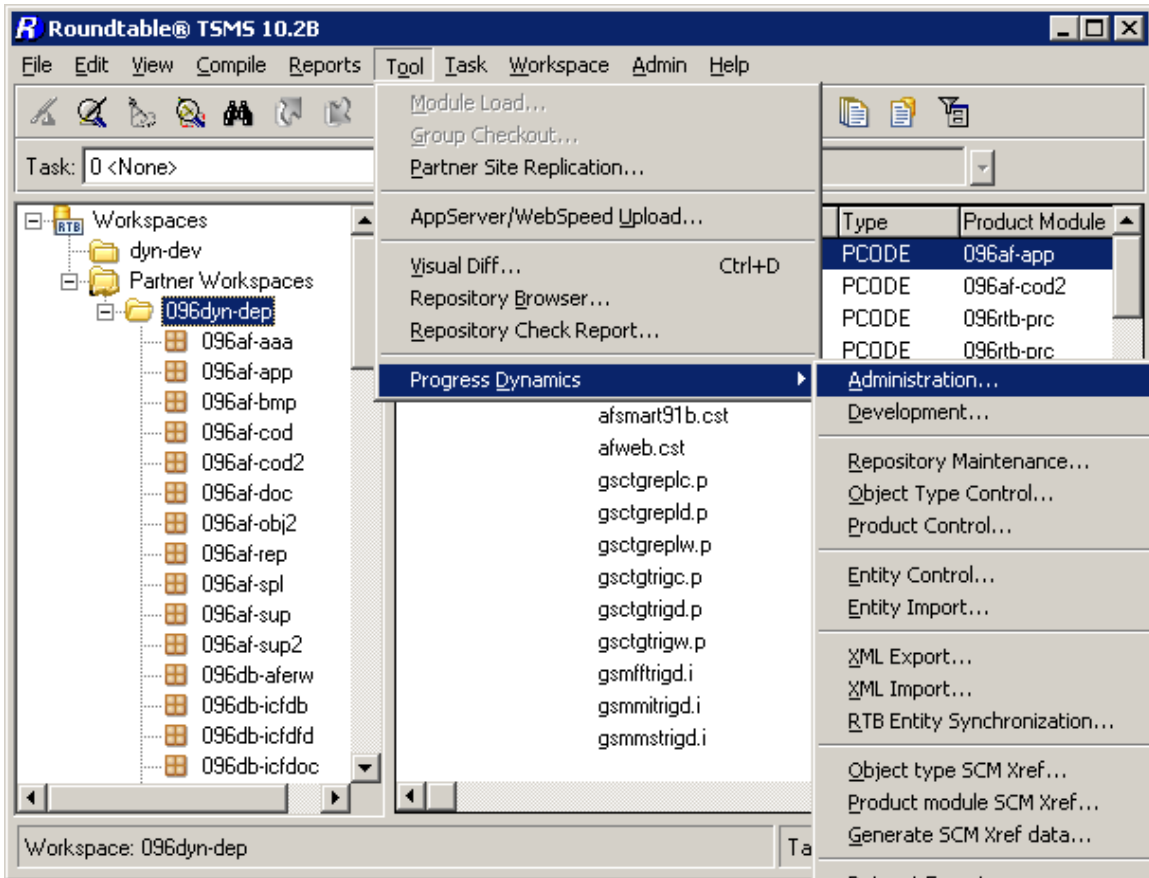 Roundtable® TSMS 10.2B
File Edit View Compile Reports Tool Task Workspace Admin Help
Module Load...
Group Checkout...
Partner Site Replication...
AppServer/WebSpeed Upload...
Visual Diff... Ctrl+D
Repository Browser...
Repository Check Report...
Progress Dynamics
Task: 0 <None>
Workspaces
dyn-dev
Partner Workspaces
096dyn-dep
096af-aaa
096af-app
096af-bmp
096af-cod
096af-cod2
096af-doc
096af-obj2
096af-rep
096af-spl
096af-sup
096af-sup2
096db-aferw
096db-icfdb
096db-icfdfd
096db-icfdoc
Type Product Module
PCODE 096af-app
PCODE 096af-cod2
PCODE 096rtb-prc
PCODE 096rtb-prc
afsmart91b.cst
afweb.cst
gsctgreplc.p
gsctgrepld.p
gsctgreplw.p
gsctgtrigc.p
gsctgtrigd.p
gsctgtrigw.p
gsmfftrigd.i
gsmmitrigd.i
gsmmstrigd.i
Administration...
Development...
Repository Maintenance...
Object Type Control...
Product Control...
Entity Control...
Entity Import...
XML Export...
XML Import...
RTB Entity Synchronization...
Object type SCM Xref...
Product module SCM Xref...
Generate SCM Xref data...
Workspace: 096dyn-dep
Ta